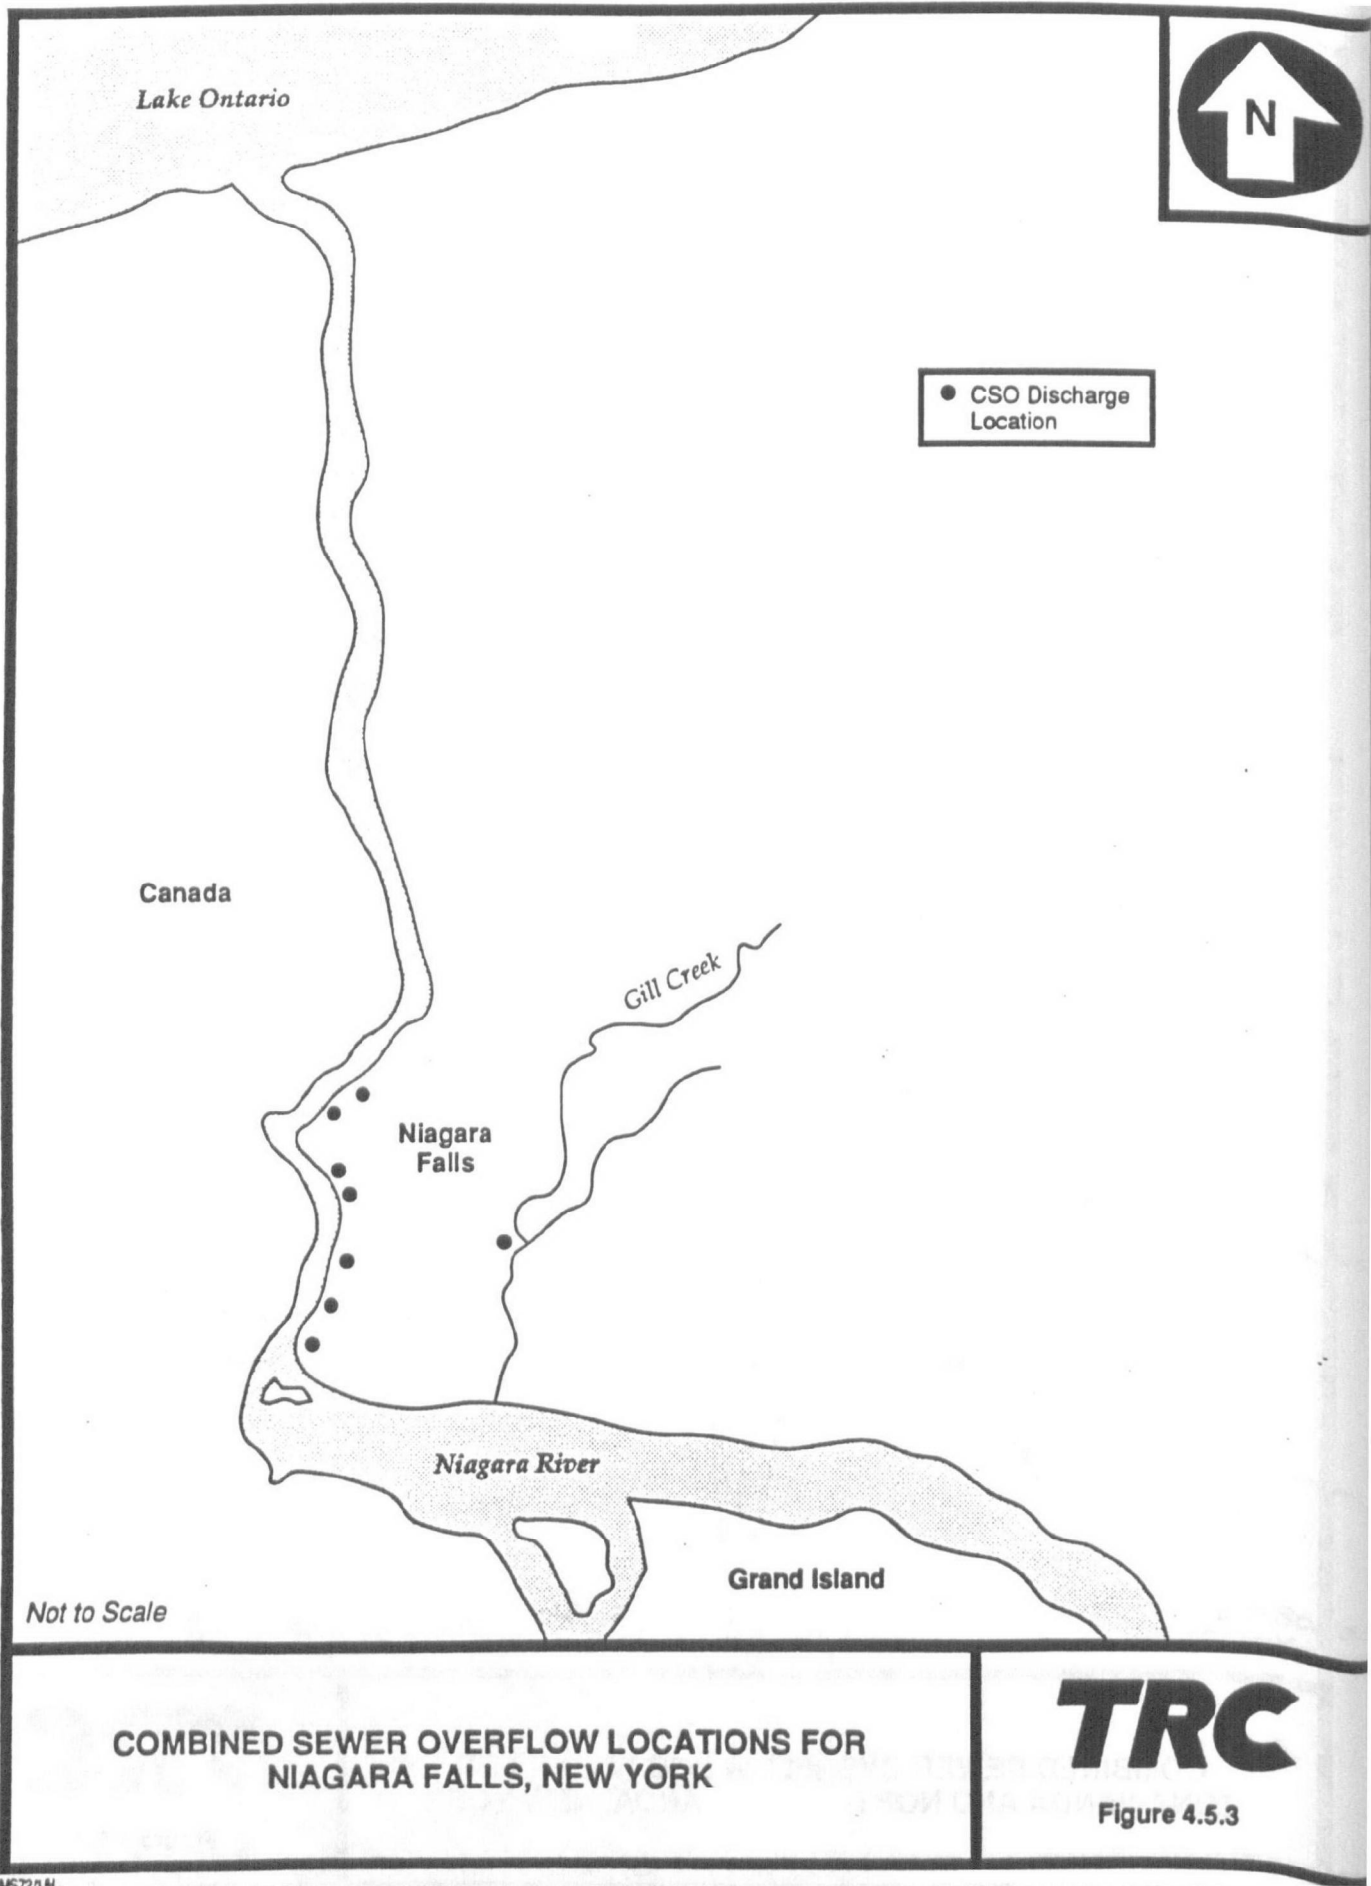 Lake Ontario
N
CSO Discharge
Location
Canada
Gill Creek
Niagara
Falls
Niagara River
Grand Island
Not to Scale
COMBINED SEWER OVERFLOW LOCATIONS FOR
NIAGARA FALLS, NEW YORK
TRC
Figure 4.5.3